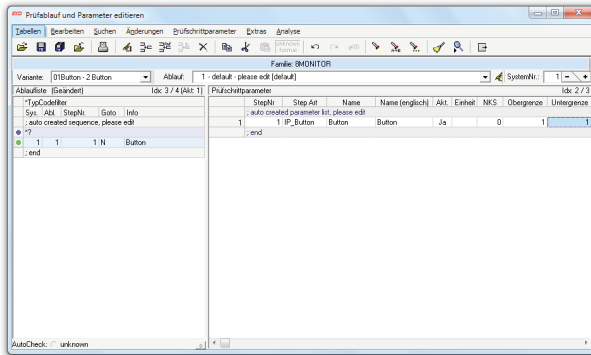 eco Prüfablauf und Parameter editieren
Tabellen Bearbeiten Suchen Änderungen Prüfschrittparameter Extras Analyse
unknown format
Familie: 8MONITOR
Variante: 01Button - 2 Button Ablauf: 1 - default - please edit [default] SystemNr.: 1
Ablaufliste (Geändert) Idx: 3 / 4 (Akt: 1) Prüfschrittparameter Idx: 2 / 3
*TypCodefilter StepNr Step Art Name Name (englisch) Akt. Einheit NKS Obergrenze Untergrenze
Sys. Abl. StepNr. Goto Info ; auto created parameter list, please edit
; auto created sequence, please edit 1 1 IP_Button Button Button Ja 0 1 1
*? ; end
1 1 1 N Button
; end
AutoCheck: unknown